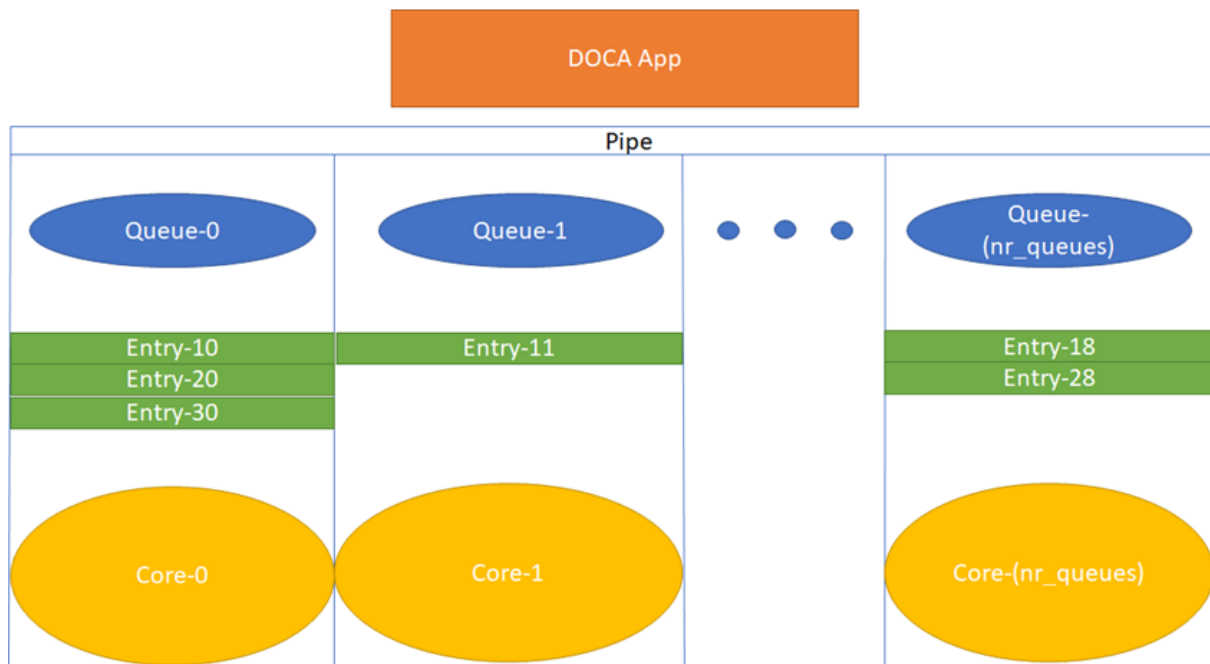 DOCA App
Pipe
Queue-0
Queue-1
Queue-
(nr_queues)
Entry-10
Entry-11
Entry-18
Entry-20
Entry-28
Entry-30
Core-0
Core-1
Core-(nr_queues)